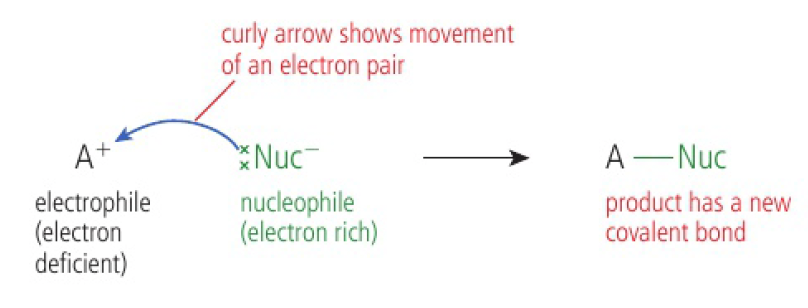 curly arrow shows movement
of an electron pair
A⁺
××Nuc⁻
A — Nuc
electrophile
(electron
deficient)
nucleophile
(electron rich)
product has a new
covalent bond